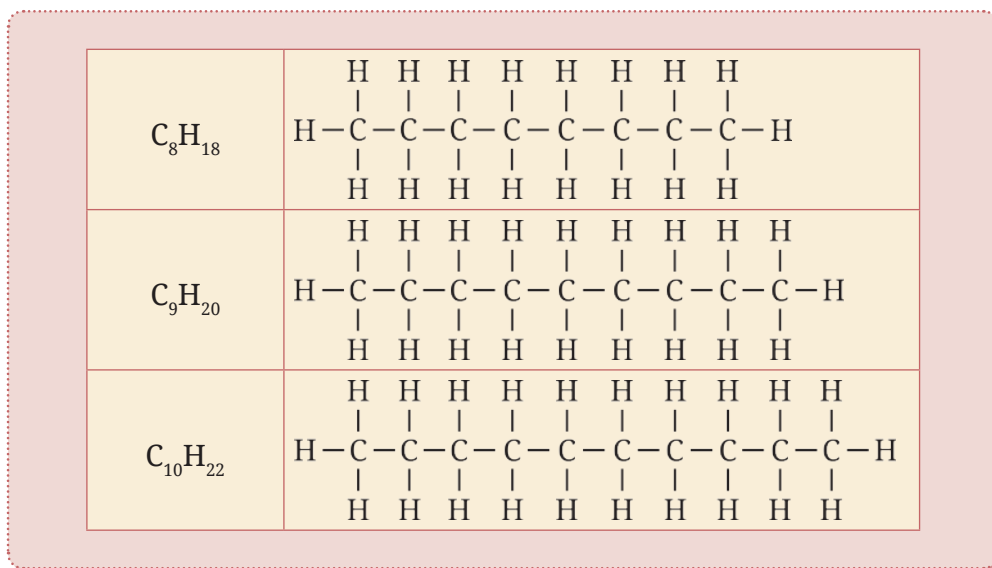 C₈H₁₈
H H H H H H H H
H—C—C—C—C—C—C—C—C—H
H H H H H H H H
C₉H₂₀
H H H H H H H H H
H—C—C—C—C—C—C—C—C—C—H
H H H H H H H H H
C₁₀H₂₂
H H H H H H H H H H
H—C—C—C—C—C—C—C—C—C—C—H
H H H H H H H H H H